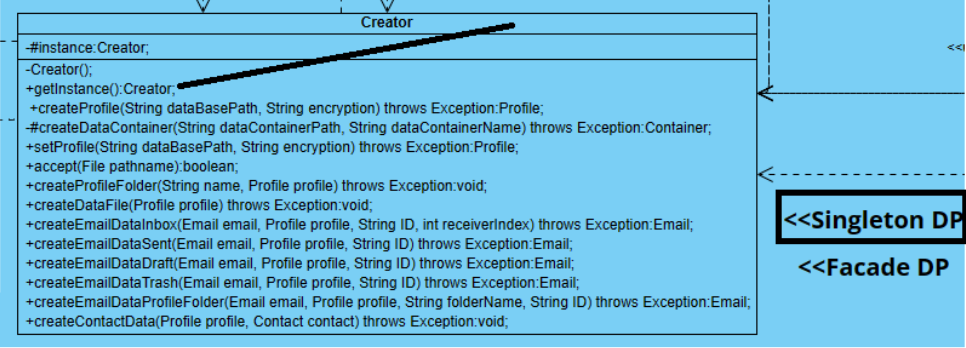 Creator
-#instance:Creator;
-Creator();
+getInstance():Creator;
+createProfile(String dataBasePath, String encryption) throws Exception:Profile;
-#createDataContainer(String dataContainerPath, String dataContainerName) throws Exception:Container;
+setProfile(String dataBasePath, String encryption) throws Exception:Profile;
+accept(File pathname):boolean;
+createProfileFolder(String name, Profile profile) throws Exception:void;
+createDataFile(Profile profile) throws Exception:void;
+createEmailDataInbox(Email email, Profile profile, String ID, int receiverIndex) throws Exception:Email;
+createEmailDataSent(Email email, Profile profile, String ID) throws Exception:Email;
+createEmailDataDraft(Email email, Profile profile, String ID) throws Exception:Email;
+createEmailDataTrash(Email email, Profile profile, String ID) throws Exception:Email;
+createEmailDataProfileFolder(Email email, Profile profile, String folderName, String ID) throws Exception:Email;
+createContactData(Profile profile, Contact contact) throws Exception:void;
<<
<<Singleton DP
<<Facade DP